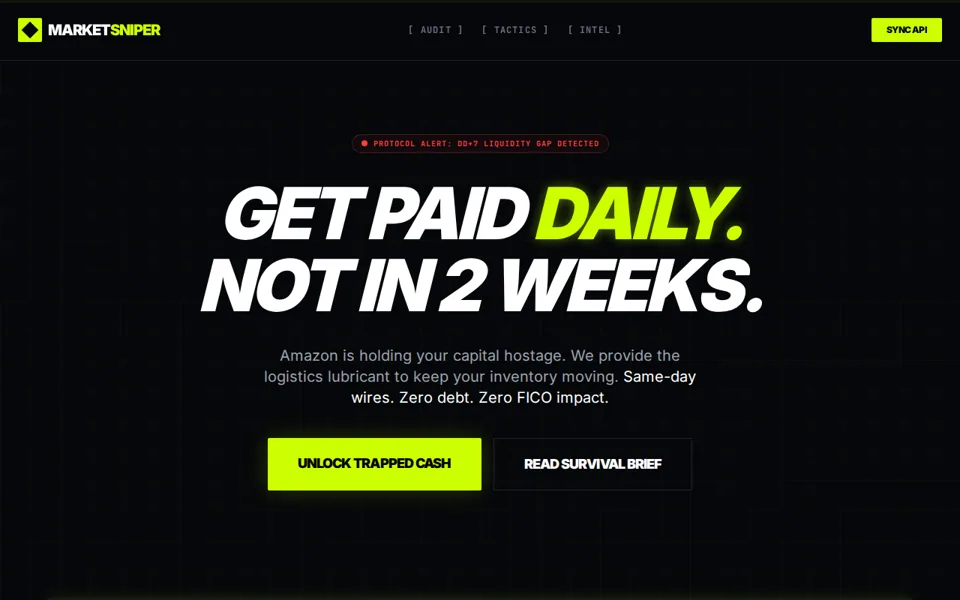 MARKETSNIPER
[ AUDIT ] [ TACTICS ] [ INTEL ]
SYNC API
PROTOCOL ALERT: DD+7 LIQUIDITY GAP DETECTED
GET PAID DAILY.
NOT IN 2 WEEKS.
Amazon is holding your capital hostage. We provide the
logistics lubricant to keep your inventory moving. Same-day
wires. Zero debt. Zero FICO impact.
UNLOCK TRAPPED CASH
READ SURVIVAL BRIEF